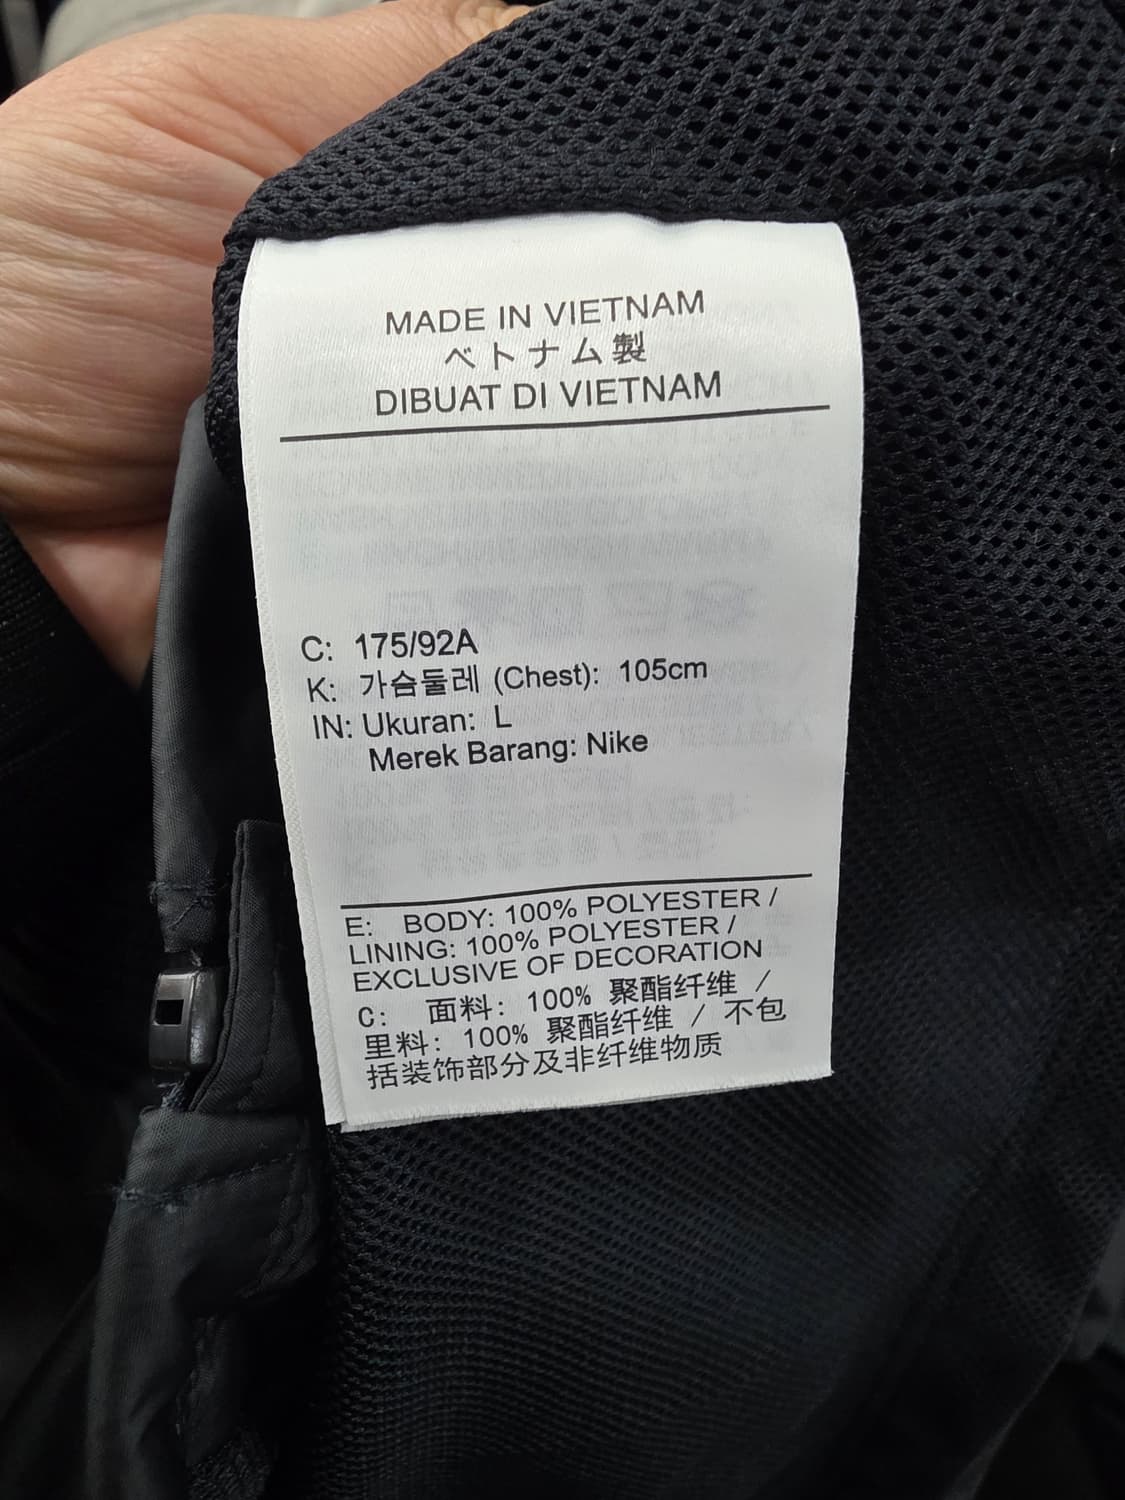 MADE IN VIETNAM
ベトナム製
DIBUAT DI VIETNAM
C: 175/92A
K: 가슴둘레 (Chest): 105cm
IN: Ukuran: L
Merek Barang: Nike
E: BODY: 100% POLYESTER /
LINING: 100% POLYESTER /
EXCLUSIVE OF DECORATION
C: 面料: 100% 聚酯纤维 /
里料: 100% 聚酯纤维 / 不包
括装饰部分及非纤维物质